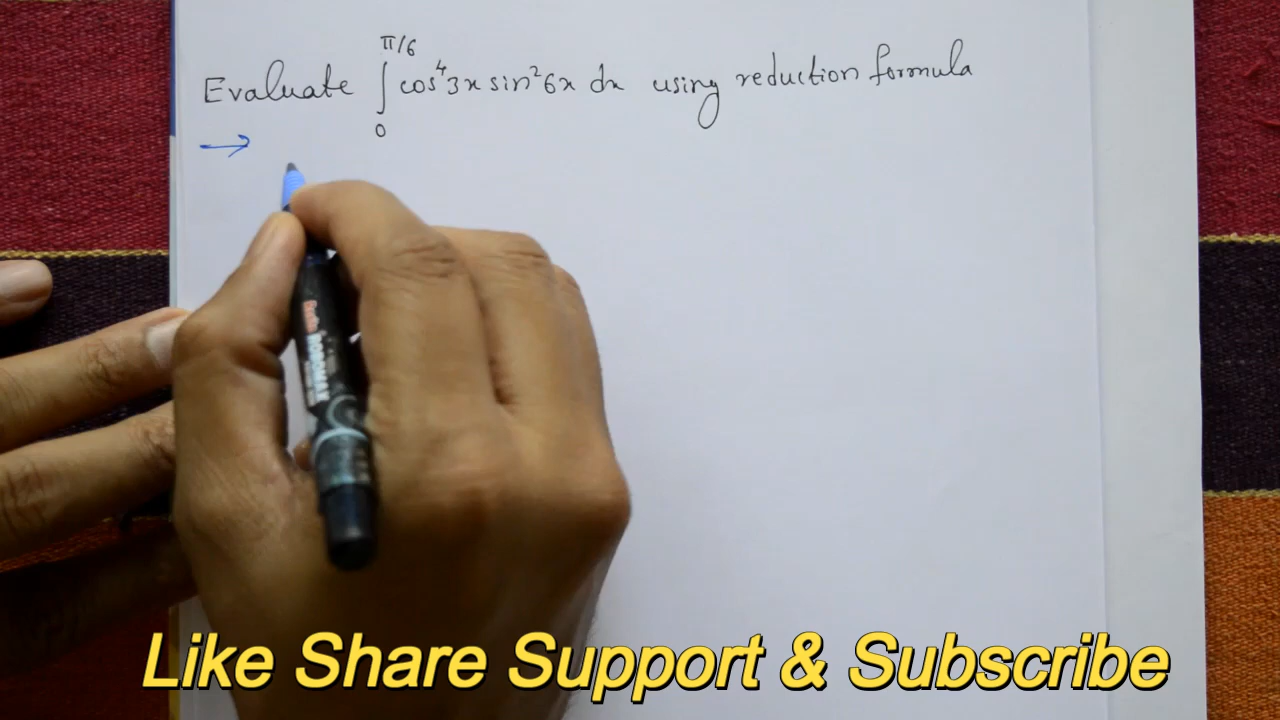 Evaluate ∫₀^π/6 cos⁴3x sin²6x dx using reduction formula
→
Like Share Support & Subscribe